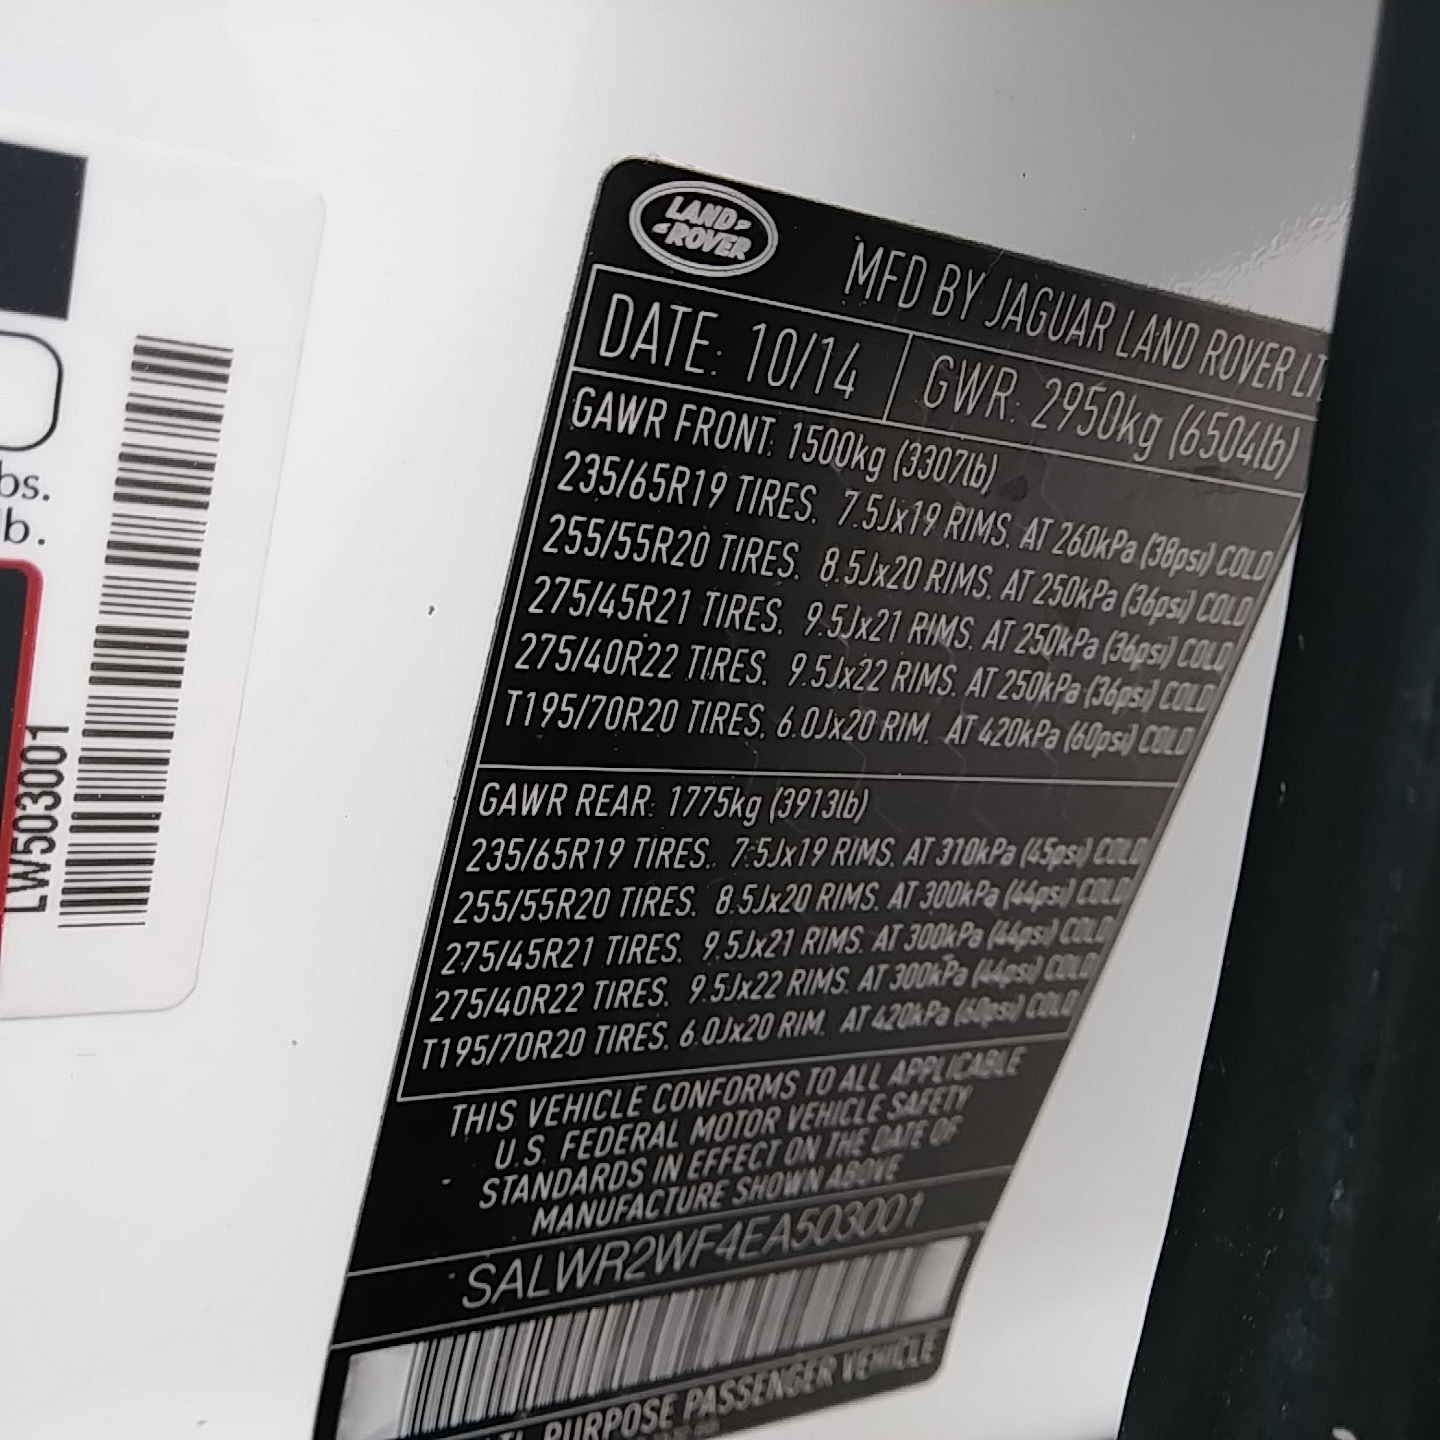 LAND
ROVER
MFD BY JAGUAR LAND ROVER
DATE: 10/14 GWR: 2950kg (6504lb)
GAWR FRONT: 1500kg (3307lb)
235/65R19 TIRES. 7.5Jx19 RIMS. AT 260kPa (38psi) COLD
255/55R20 TIRES. 8.5Jx20 RIMS. AT 250kPa (36psi) COLD
275/45R21 TIRES. 9.5Jx21 RIMS. AT 250kPa (36psi) COLD
275/40R22 TIRES. 9.5Jx22 RIMS. AT 250kPa (36psi) COLD
T195/70R20 TIRES. 6.0Jx20 RIM. AT 420kPa (60psi) COLD
GAWR REAR: 1775kg (3913lb)
235/65R19 TIRES. 7.5Jx19 RIMS. AT 310kPa (45psi) COLD
255/55R20 TIRES. 8.5Jx20 RIMS. AT 300kPa (44psi) COLD
275/45R21 TIRES. 9.5Jx21 RIMS. AT 300kPa (44psi) COLD
275/40R22 TIRES. 9.5Jx22 RIMS. AT 300kPa (44psi) COLD
T195/70R20 TIRES. 6.0Jx20 RIM. AT 420kPa (60psi) COLD
THIS VEHICLE CONFORMS TO ALL APPLICABLE
U.S. FEDERAL MOTOR VEHICLE SAFETY
STANDARDS IN EFFECT ON THE DATE OF
MANUFACTURE SHOWN ABOVE
SALWR2WF4EA503001
PURPOSE PASSENGER VEHICLE
bs.
lb.
LW503001